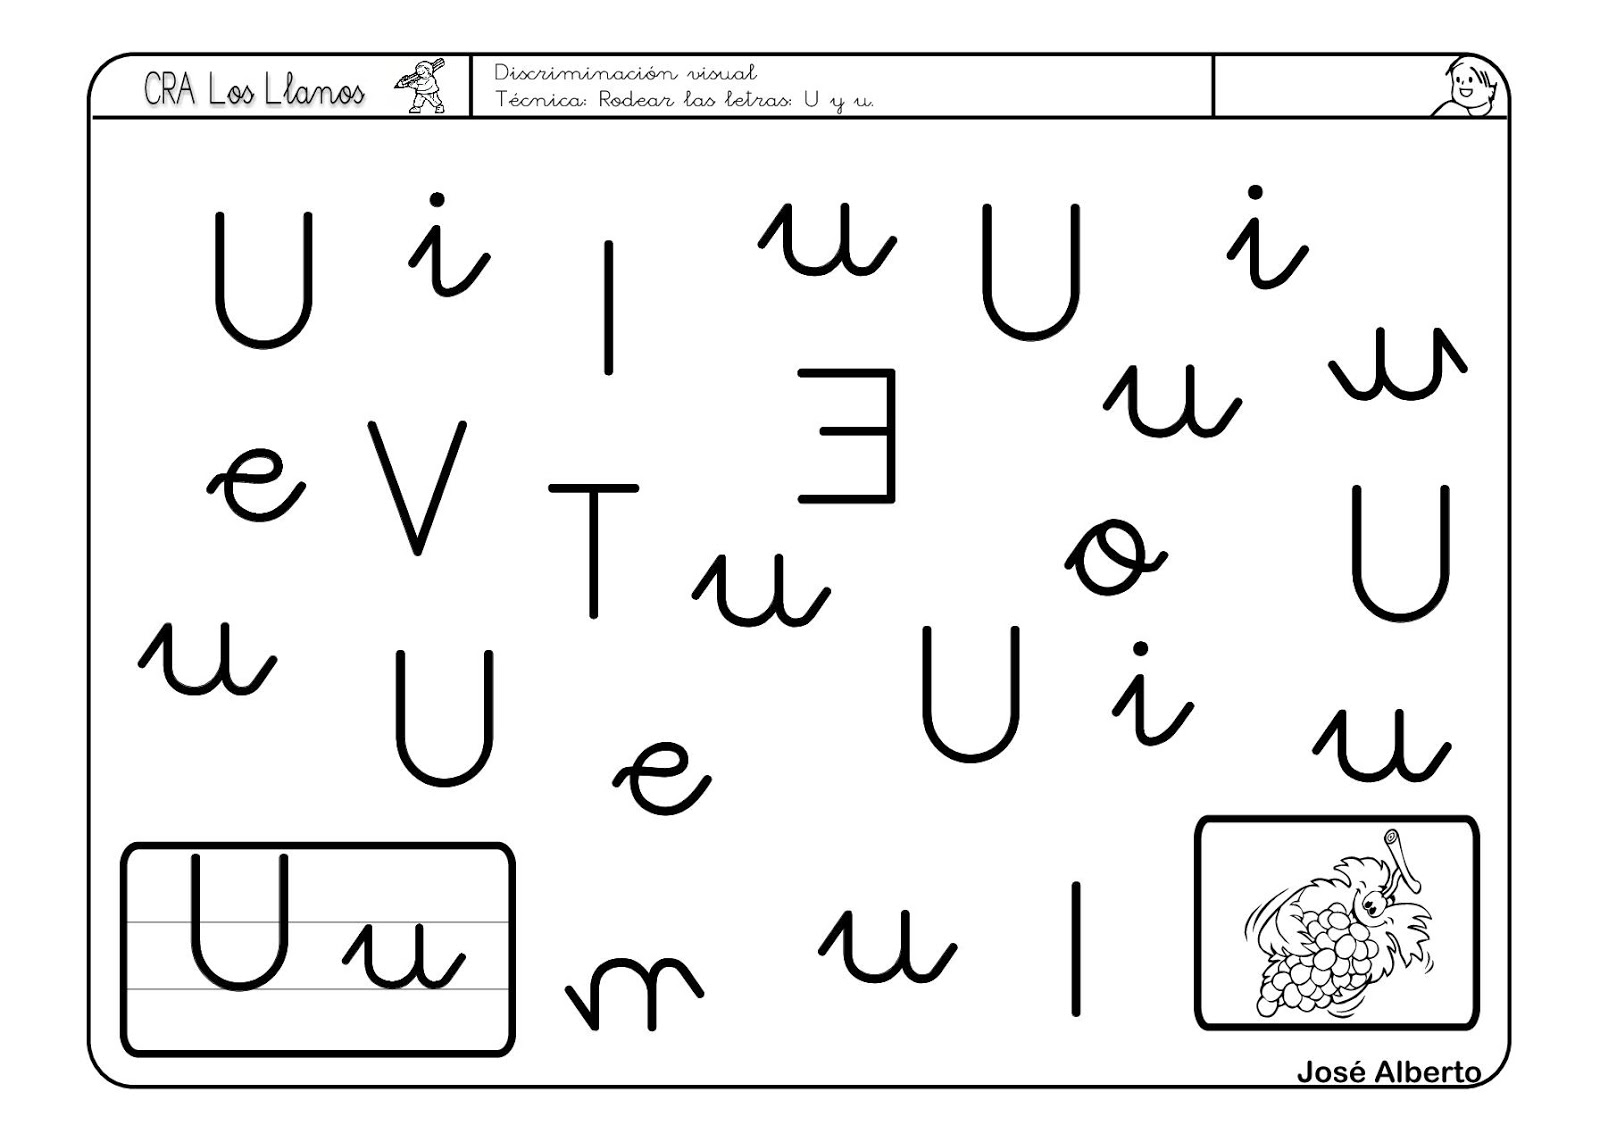 CRA Los Llanos
Discriminación visual
Técnica: Rodear las letras: U y u.
U i I u U i
E u u
e V T u o U
u U e U i u
U u u u I
José Alberto